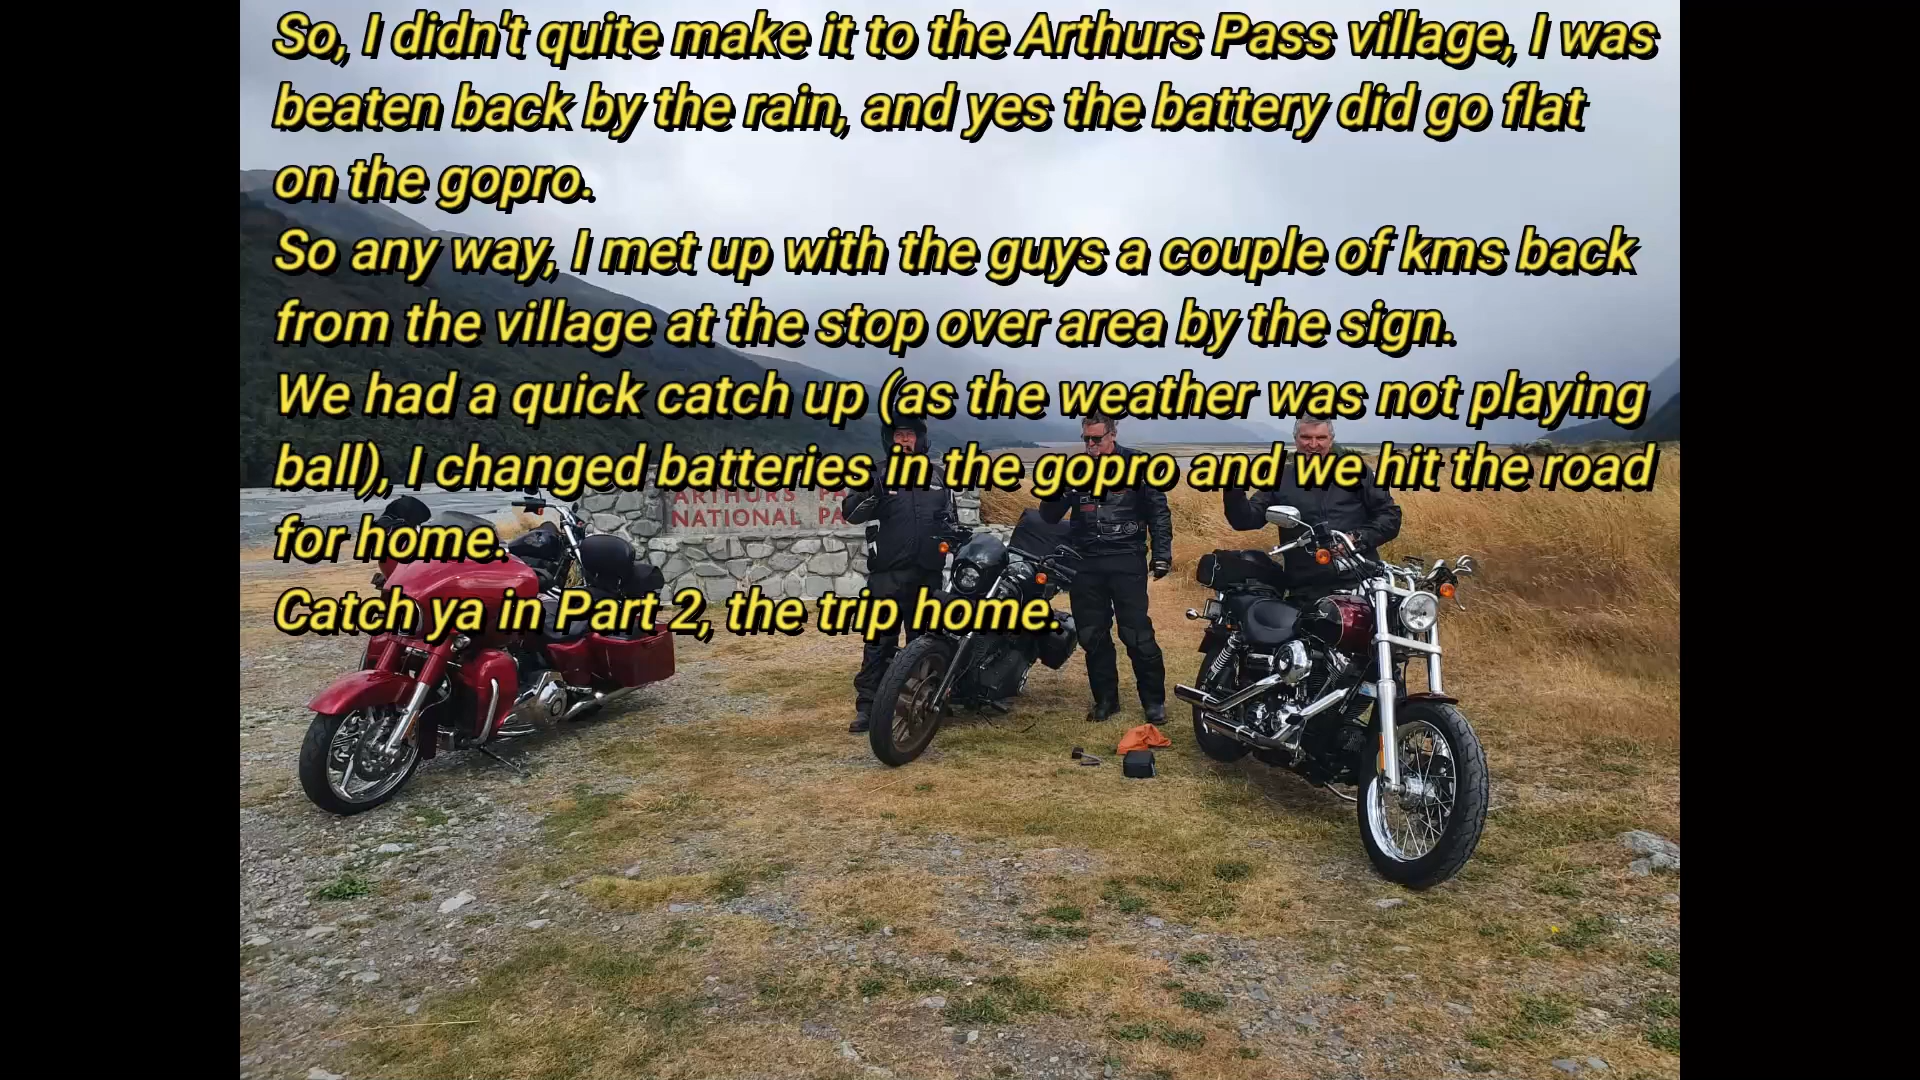 So, I didn't quite make it to the Arthurs Pass village, I was
beaten back by the rain, and yes the battery did go flat
on the gopro.
So any way, I met up with the guys a couple of kms back
from the village at the stop over area by the sign.
We had a quick catch up (as the weather was not playing
ball), I changed batteries in the gopro and we hit the road
for home.
Catch ya in Part 2, the trip home.
ARTHURS PA
NATIONAL PA